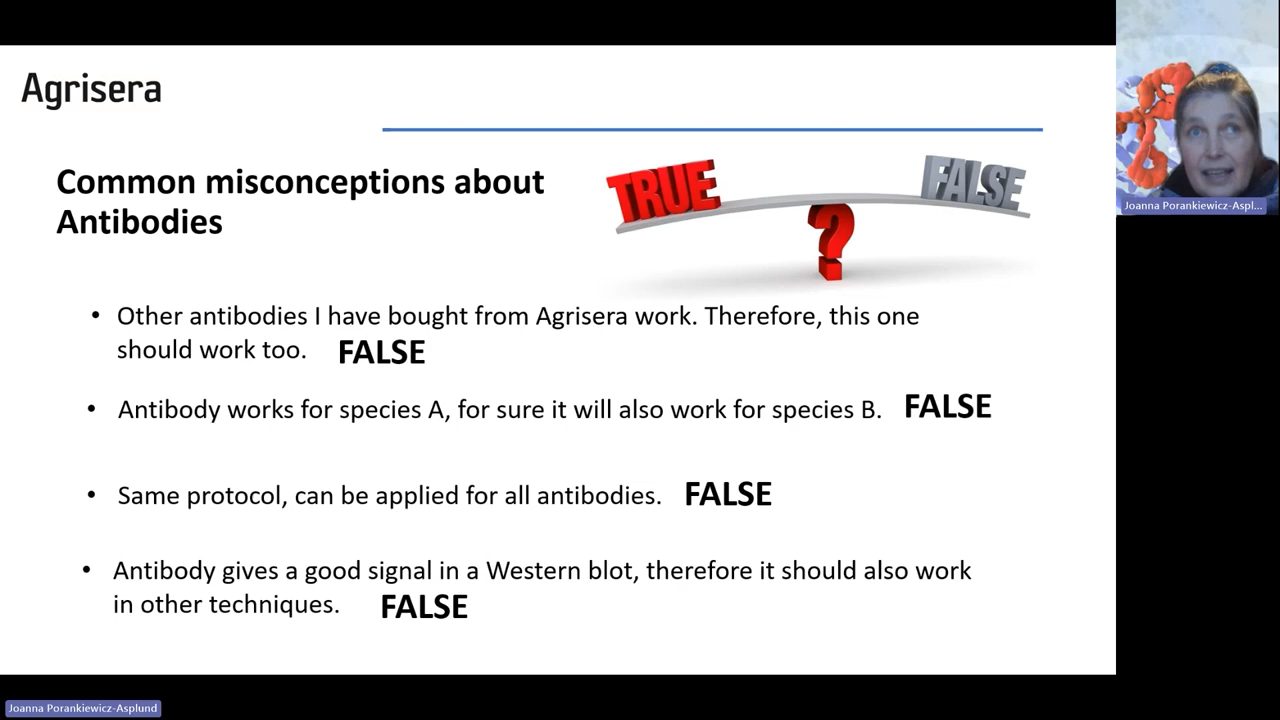 Agrisera
Common misconceptions about
Antibodies
TRUE
FALSE
?
• Other antibodies I have bought from Agrisera work. Therefore, this one
should work too. FALSE
• Antibody works for species A, for sure it will also work for species B. FALSE
• Same protocol, can be applied for all antibodies. FALSE
• Antibody gives a good signal in a Western blot, therefore it should also work
in other techniques. FALSE
Joanna Porankiewicz-Aspl...
Joanna Porankiewicz-Asplund